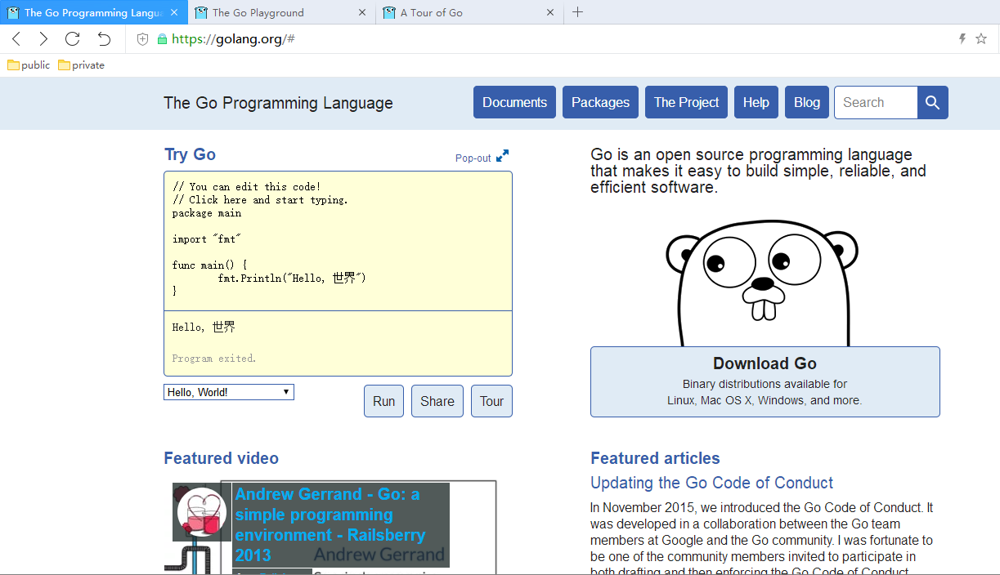 The Go Programming Langu
The Go Playground
A Tour of Go
https://golang.org/#
public
private
The Go Programming Language
Documents
Packages
The Project
Help
Blog
Search
Try Go
Pop-out
// You can edit this code!
// Click here and start typing.
package main
import "fmt"
func main() {
fmt.Println("Hello, 世界")
}
Hello, 世界
Program exited.
Hello, World!
Run
Share
Tour
Go is an open source programming language
that makes it easy to build simple, reliable, and
efficient software.
Download Go
Binary distributions available for
Linux, Mac OS X, Windows, and more.
Featured video
Andrew Gerrand - Go: a
simple programming
environment - Railsberry
2013
Andrew Gerrand
Featured articles
Updating the Go Code of Conduct
In November 2015, we introduced the Go Code of Conduct. It
was developed in a collaboration between the Go team
members at Google and the Go community. I was fortunate to
be one of the community members invited to participate in
both drafting and then enforcing the Go Code of Conduct.